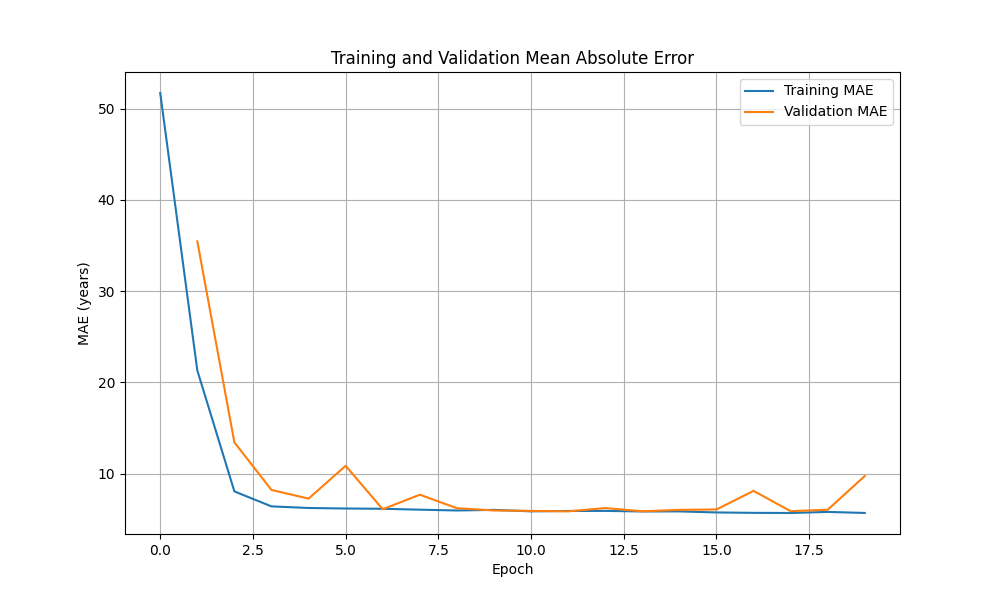 Training and Validation Mean Absolute Error
Training MAE
Validation MAE
MAE (years)
50
40
30
20
10
0.0 2.5 5.0 7.5 10.0 12.5 15.0 17.5
Epoch